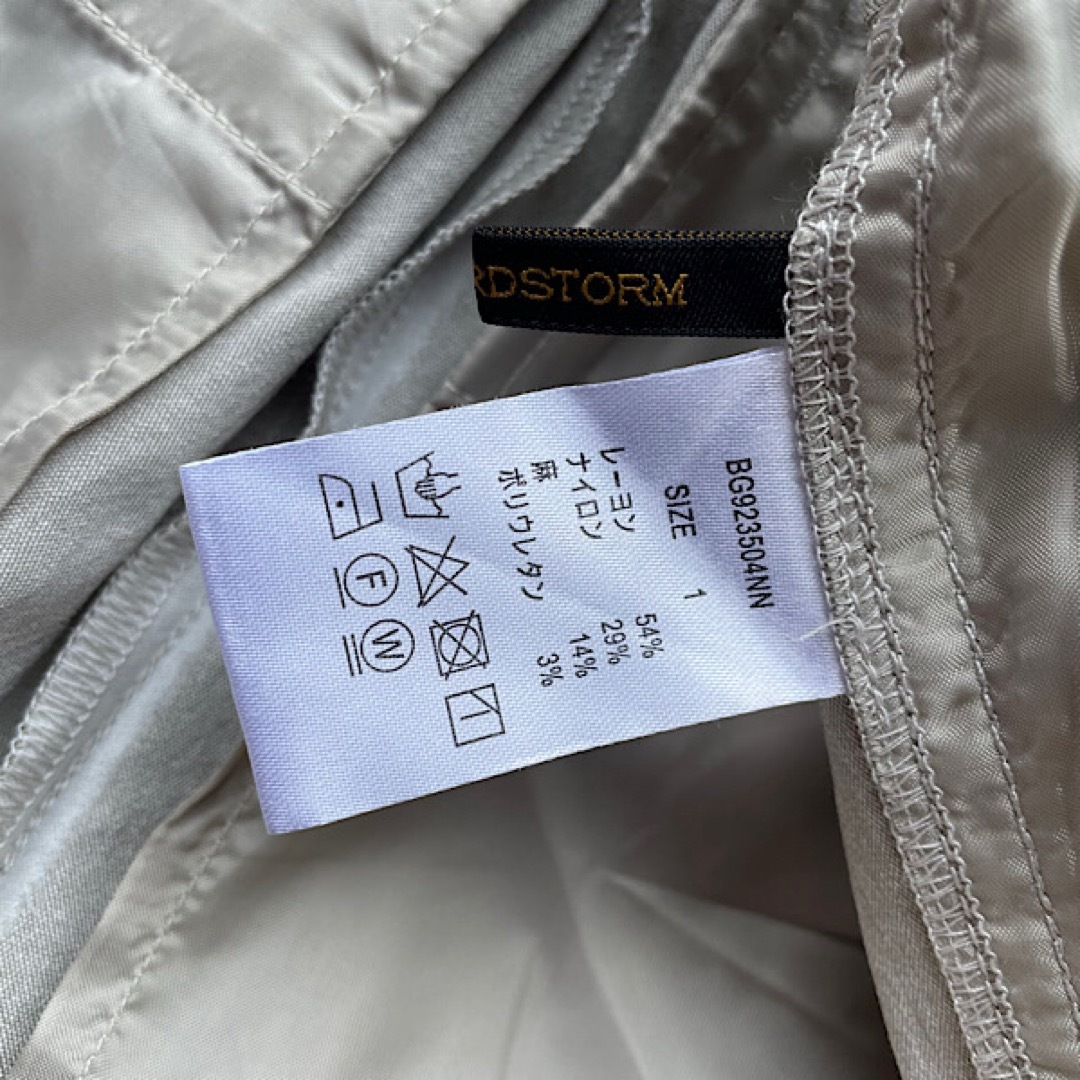 RDSTORM
BG923504NN
SIZE 1
レーヨン 54%
ナイロン 29%
麻 14%
ポリウレタン 3%
F
W